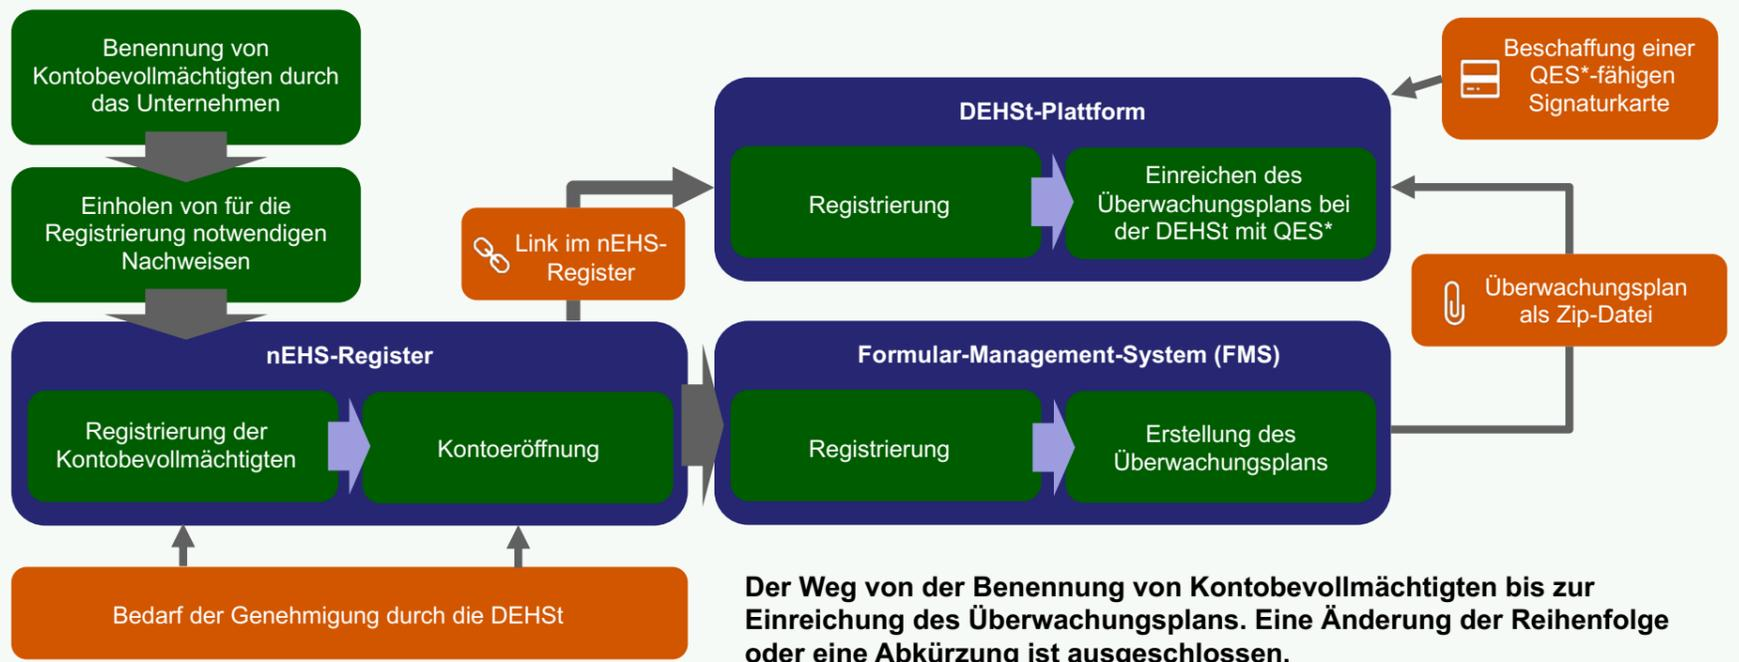 Benennung von
Kontobevollmächtigten durch
das Unternehmen
Einholen von für die
Registrierung notwendigen
Nachweisen
nEHS-Register
Registrierung der
Kontobevollmächtigten
Kontoeröffnung
Bedarf der Genehmigung durch die DEHSt
Link im nEHS-
Register
DEHSt-Plattform
Registrierung
Einreichen des
Überwachungsplans bei
der DEHSt mit QES*
Formular-Management-System (FMS)
Registrierung
Erstellung des
Überwachungsplans
Beschaffung einer
QES*-fähigen
Signaturkarte
Überwachungsplan
als Zip-Datei
Der Weg von der Benennung von Kontobevollmächtigten bis zur
Einreichung des Überwachungsplans. Eine Änderung der Reihenfolge
oder eine Abkürzung ist ausgeschlossen.